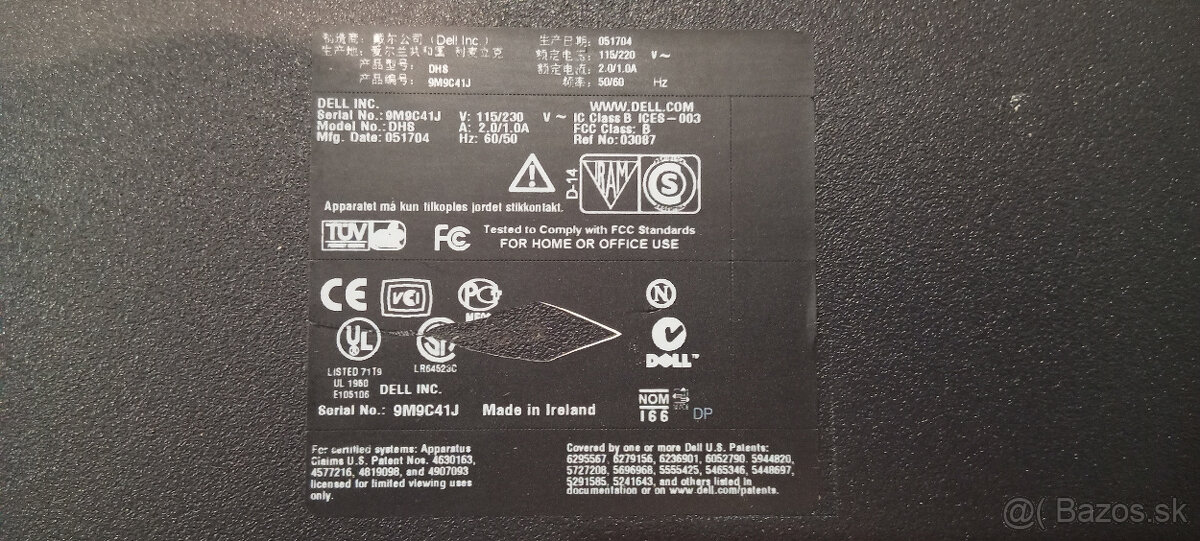 制造商：戴尔公司 (Dell Inc.)
生产地：爱尔兰共和国 利麦立克
产品型号：DHS
产品编号：9M9C41J
生产日期：051704
额定电压：115/220 V~
额定电流：2.0/1.0A
频率：50/60 Hz
DELL INC.
Serial No.: 9M9C41J V: 115/230 V ~
Model No.: DHS A: 2.0/1.0A
Mfg. Date: 051704 Hz: 60/50
WWW.DELL.COM
IC Class B ICES-003
FCC Class: B
Ref No: 03087
D-14
IRAM
S
Apparatet må kun tilkoples jordet stikkontakt.
TÜV
FC
Tested to Comply with FCC Standards
FOR HOME OR OFFICE USE
CE
VCI
N
UL
DELL™
LISTED 71T9
UL 1950
E105106
LR64523C
DELL INC.
Serial No.: 9M9C41J Made in Ireland
NOM
166
DP
For certified systems: Apparatus
Claims U.S. Patent Nos. 4630163,
4577216, 4819098, and 4907093
licensed for limited viewing uses
only.
Covered by one or more Dell U.S. Patents:
6295567, 6279156, 6236901, 6052790, 5944820,
5727208, 5696968, 5555425, 5465346, 5448697,
5291585, 5241643, and others listed in
documentation or on www.dell.com/patents.
@( Bazos.sk